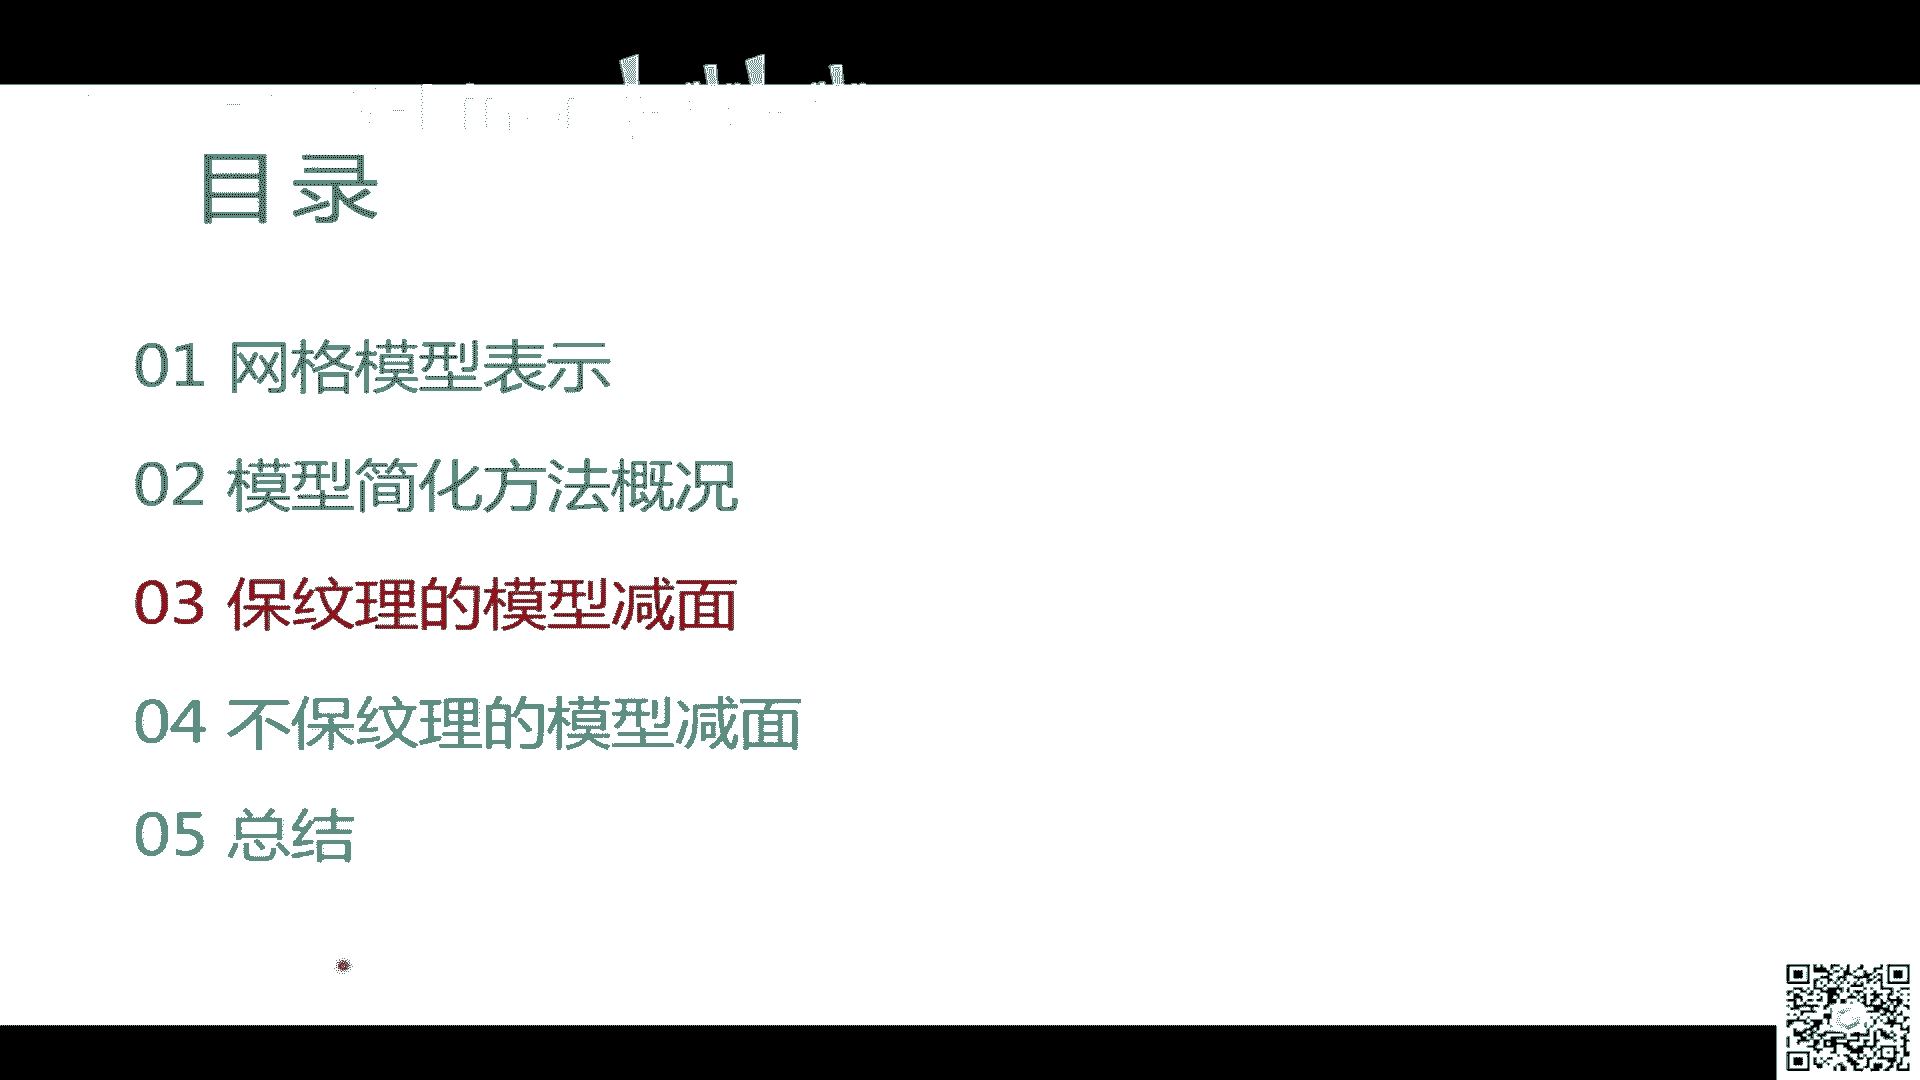 目录
01 网格模型表示
02 模型简化方法概况
03 保纹理的模型减面
04 不保纹理的模型减面
05 总结